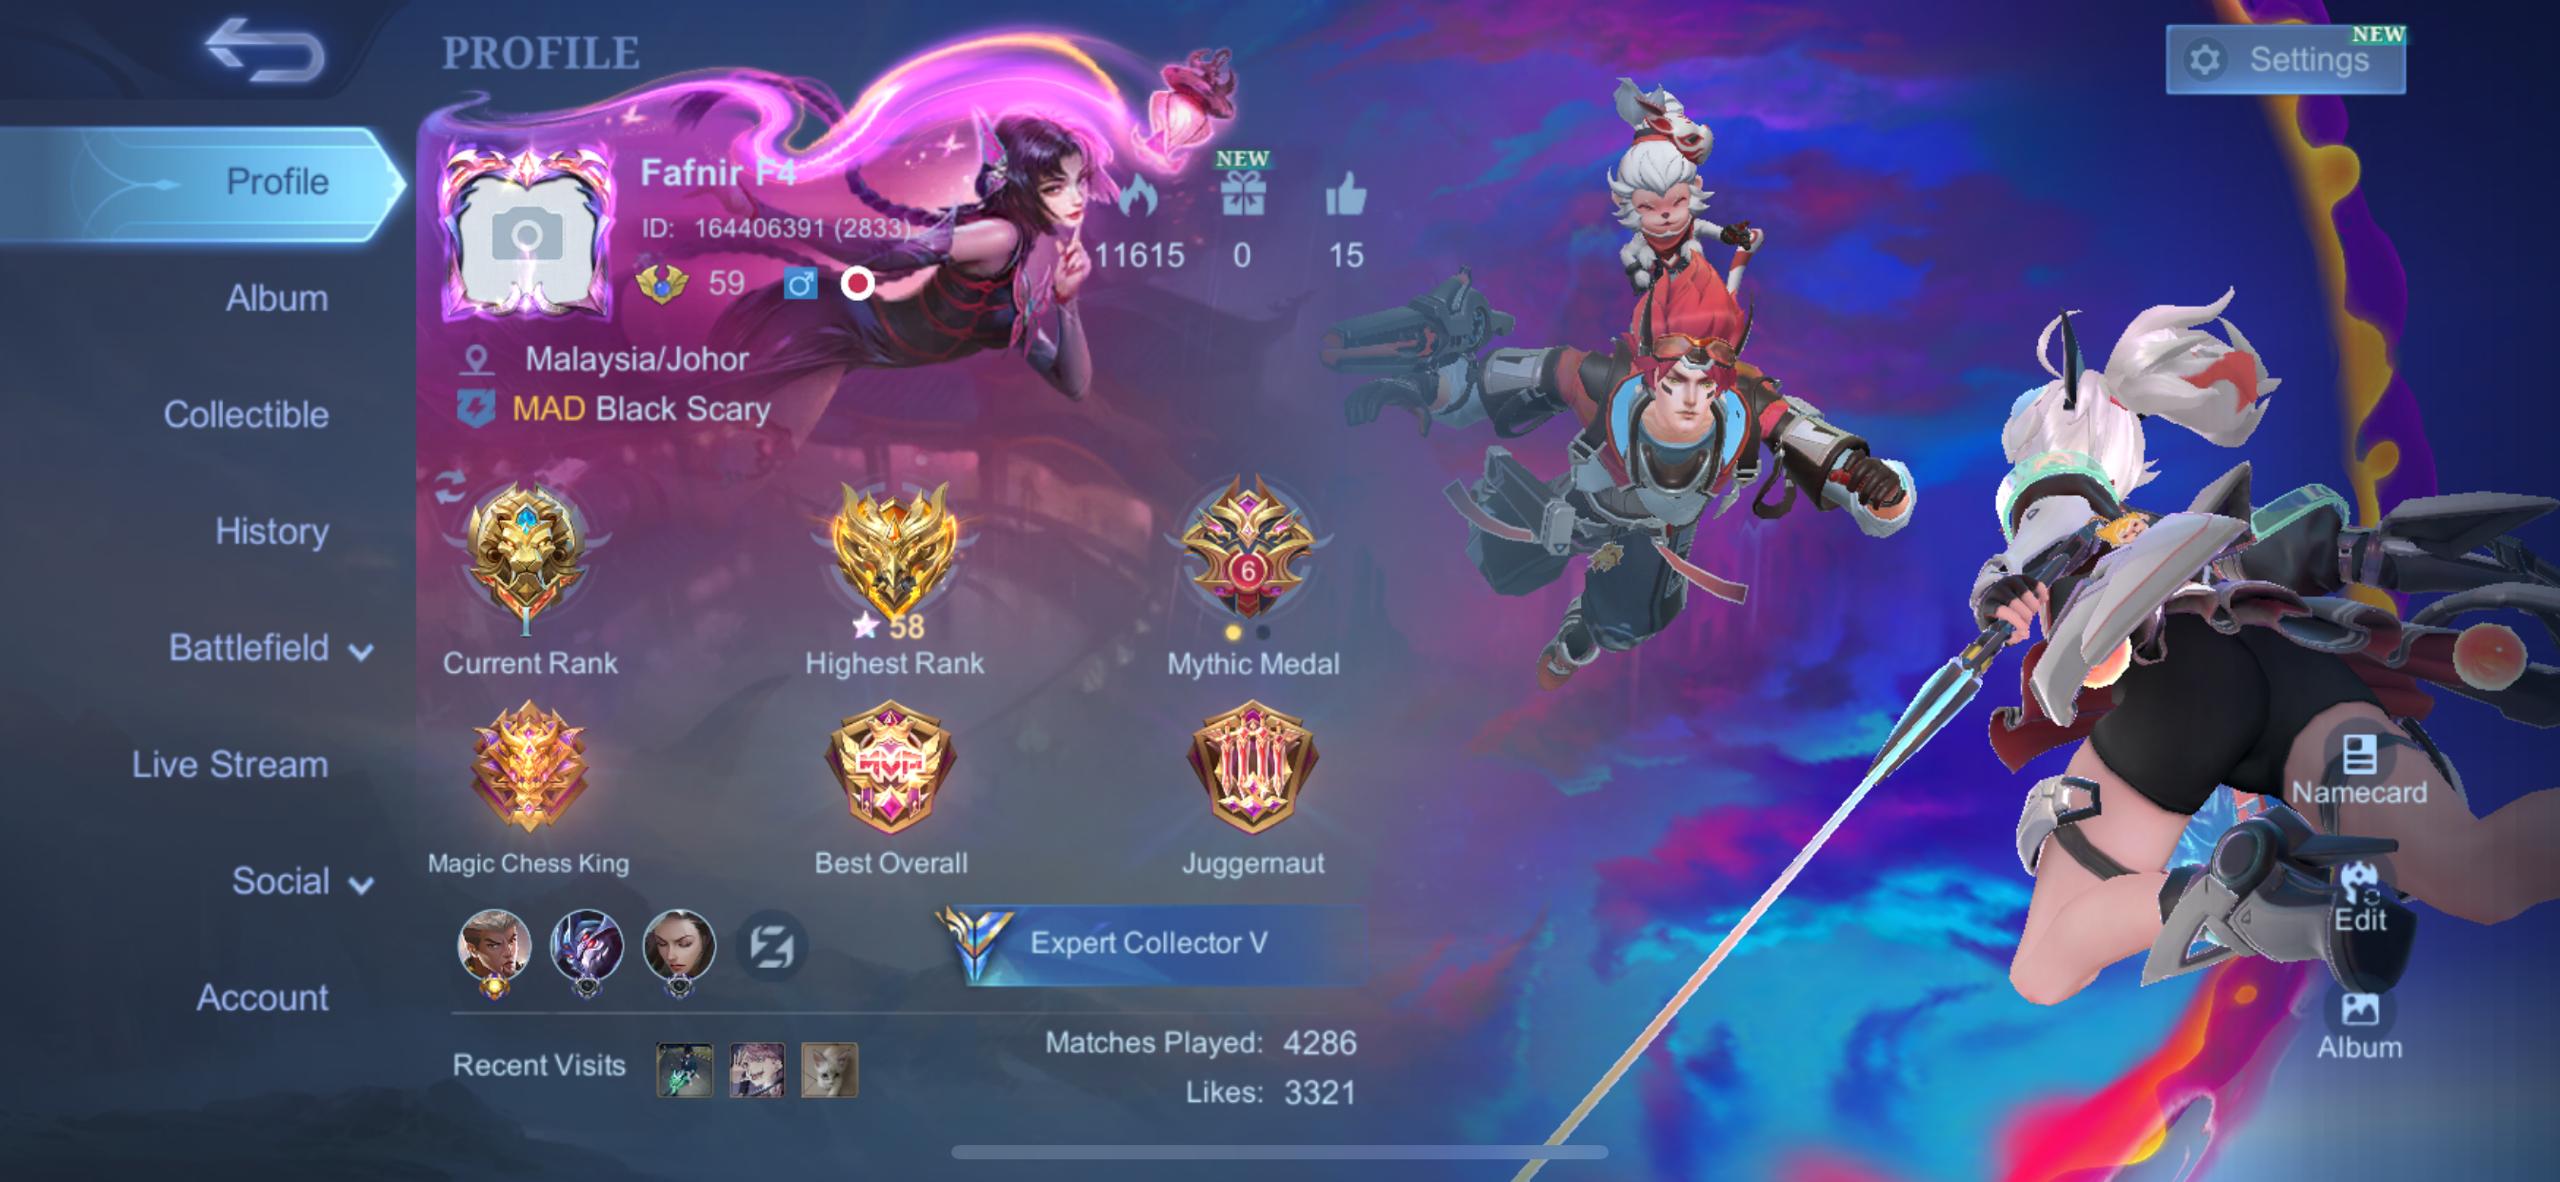 PROFILE
NEW
Settings
Profile
Album
Collectible
History
Battlefield
Live Stream
Social
Account
Fafnir F4
ID: 164406391 (2833)
59
NEW
11615
0
15
Malaysia/Johor
MAD Black Scary
I
58
6
Current Rank
Highest Rank
Mythic Medal
MVP
Magic Chess King
Best Overall
Juggernaut
Expert Collector V
Recent Visits
Matches Played: 4286
Likes: 3321
Namecard
Edit
Album